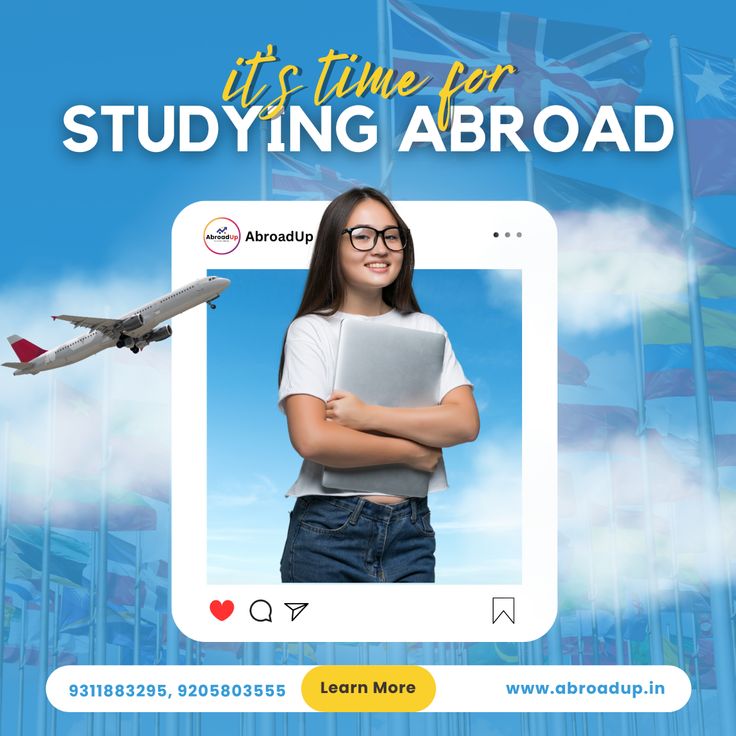 it's time for
STUDYING ABROAD
AbroadUp
AbroadUp
9311883295, 9205803555
Learn More
www.abroadup.in